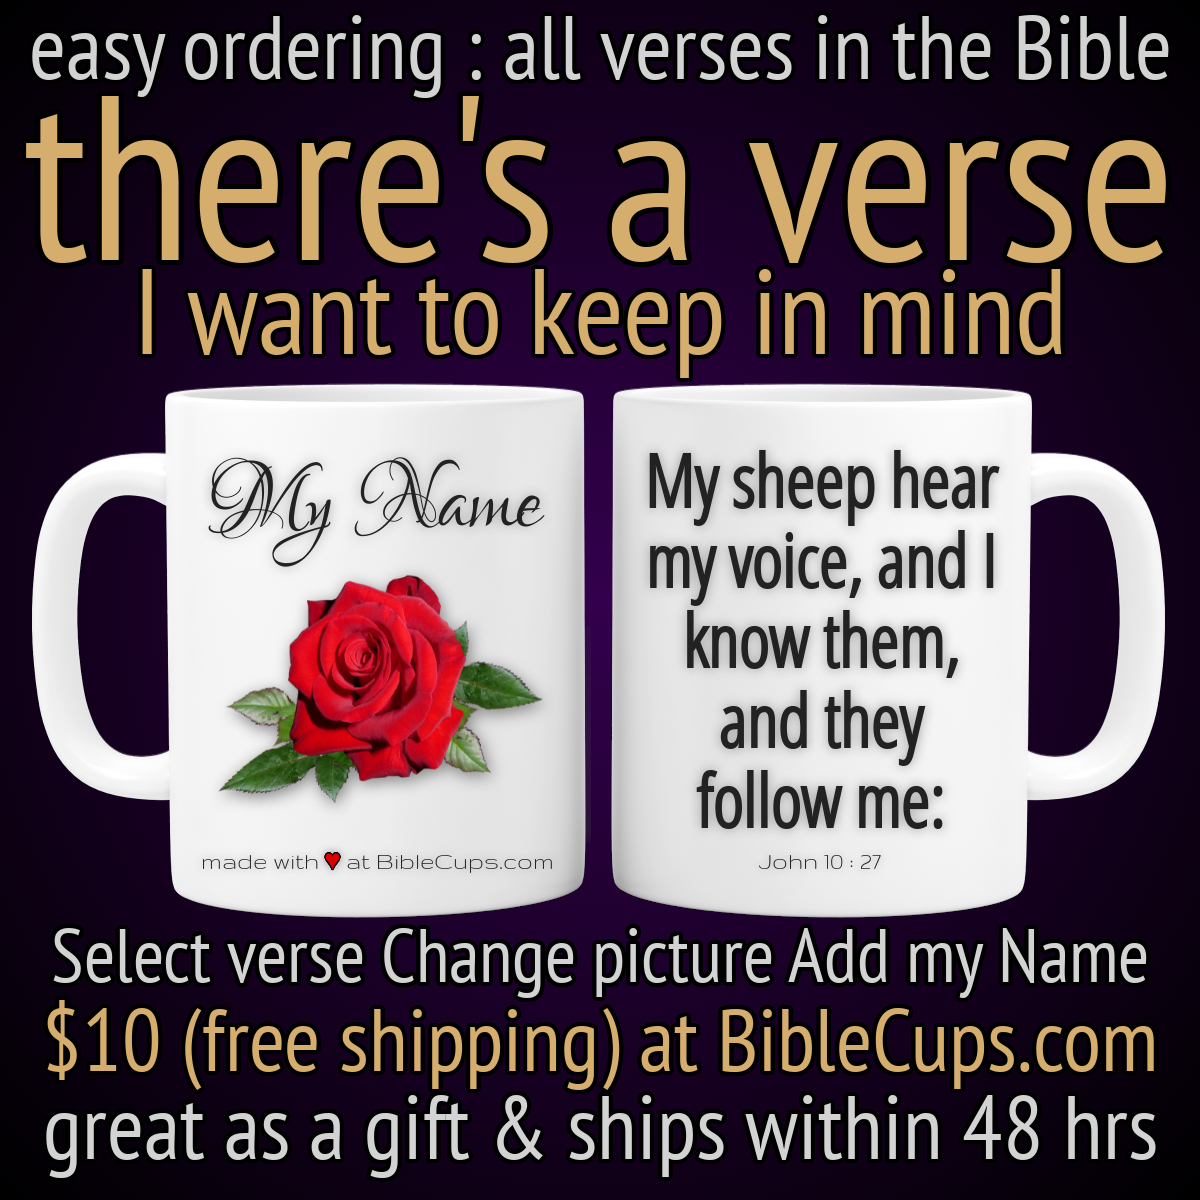 easy ordering : all verses in the Bible
there's a verse
I want to keep in mind
My Name
made with ♥ at BibleCups.com
My sheep hear
my voice, and I
know them,
and they
follow me:
John 10 : 27
Select verse Change picture Add my Name
$10 (free shipping) at BibleCups.com
great as a gift & ships within 48 hrs